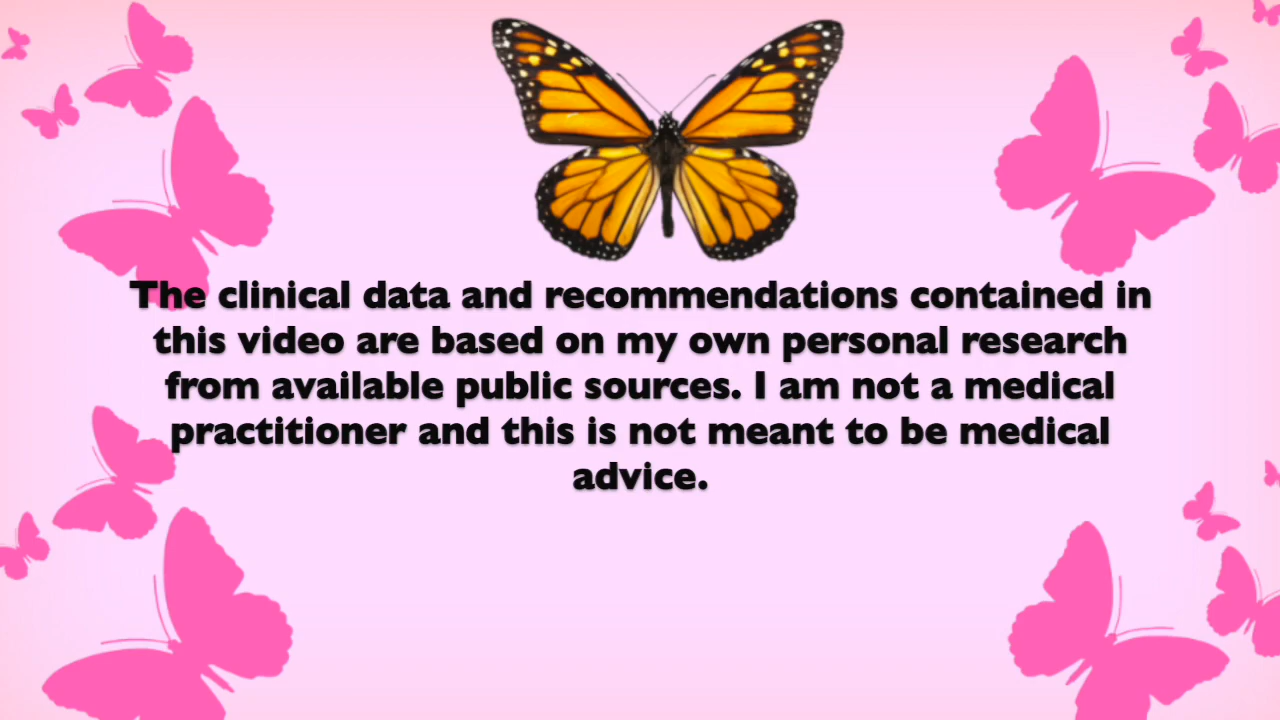 The clinical data and recommendations contained in
this video are based on my own personal research
from available public sources. I am not a medical
practitioner and this is not meant to be medical
advice.